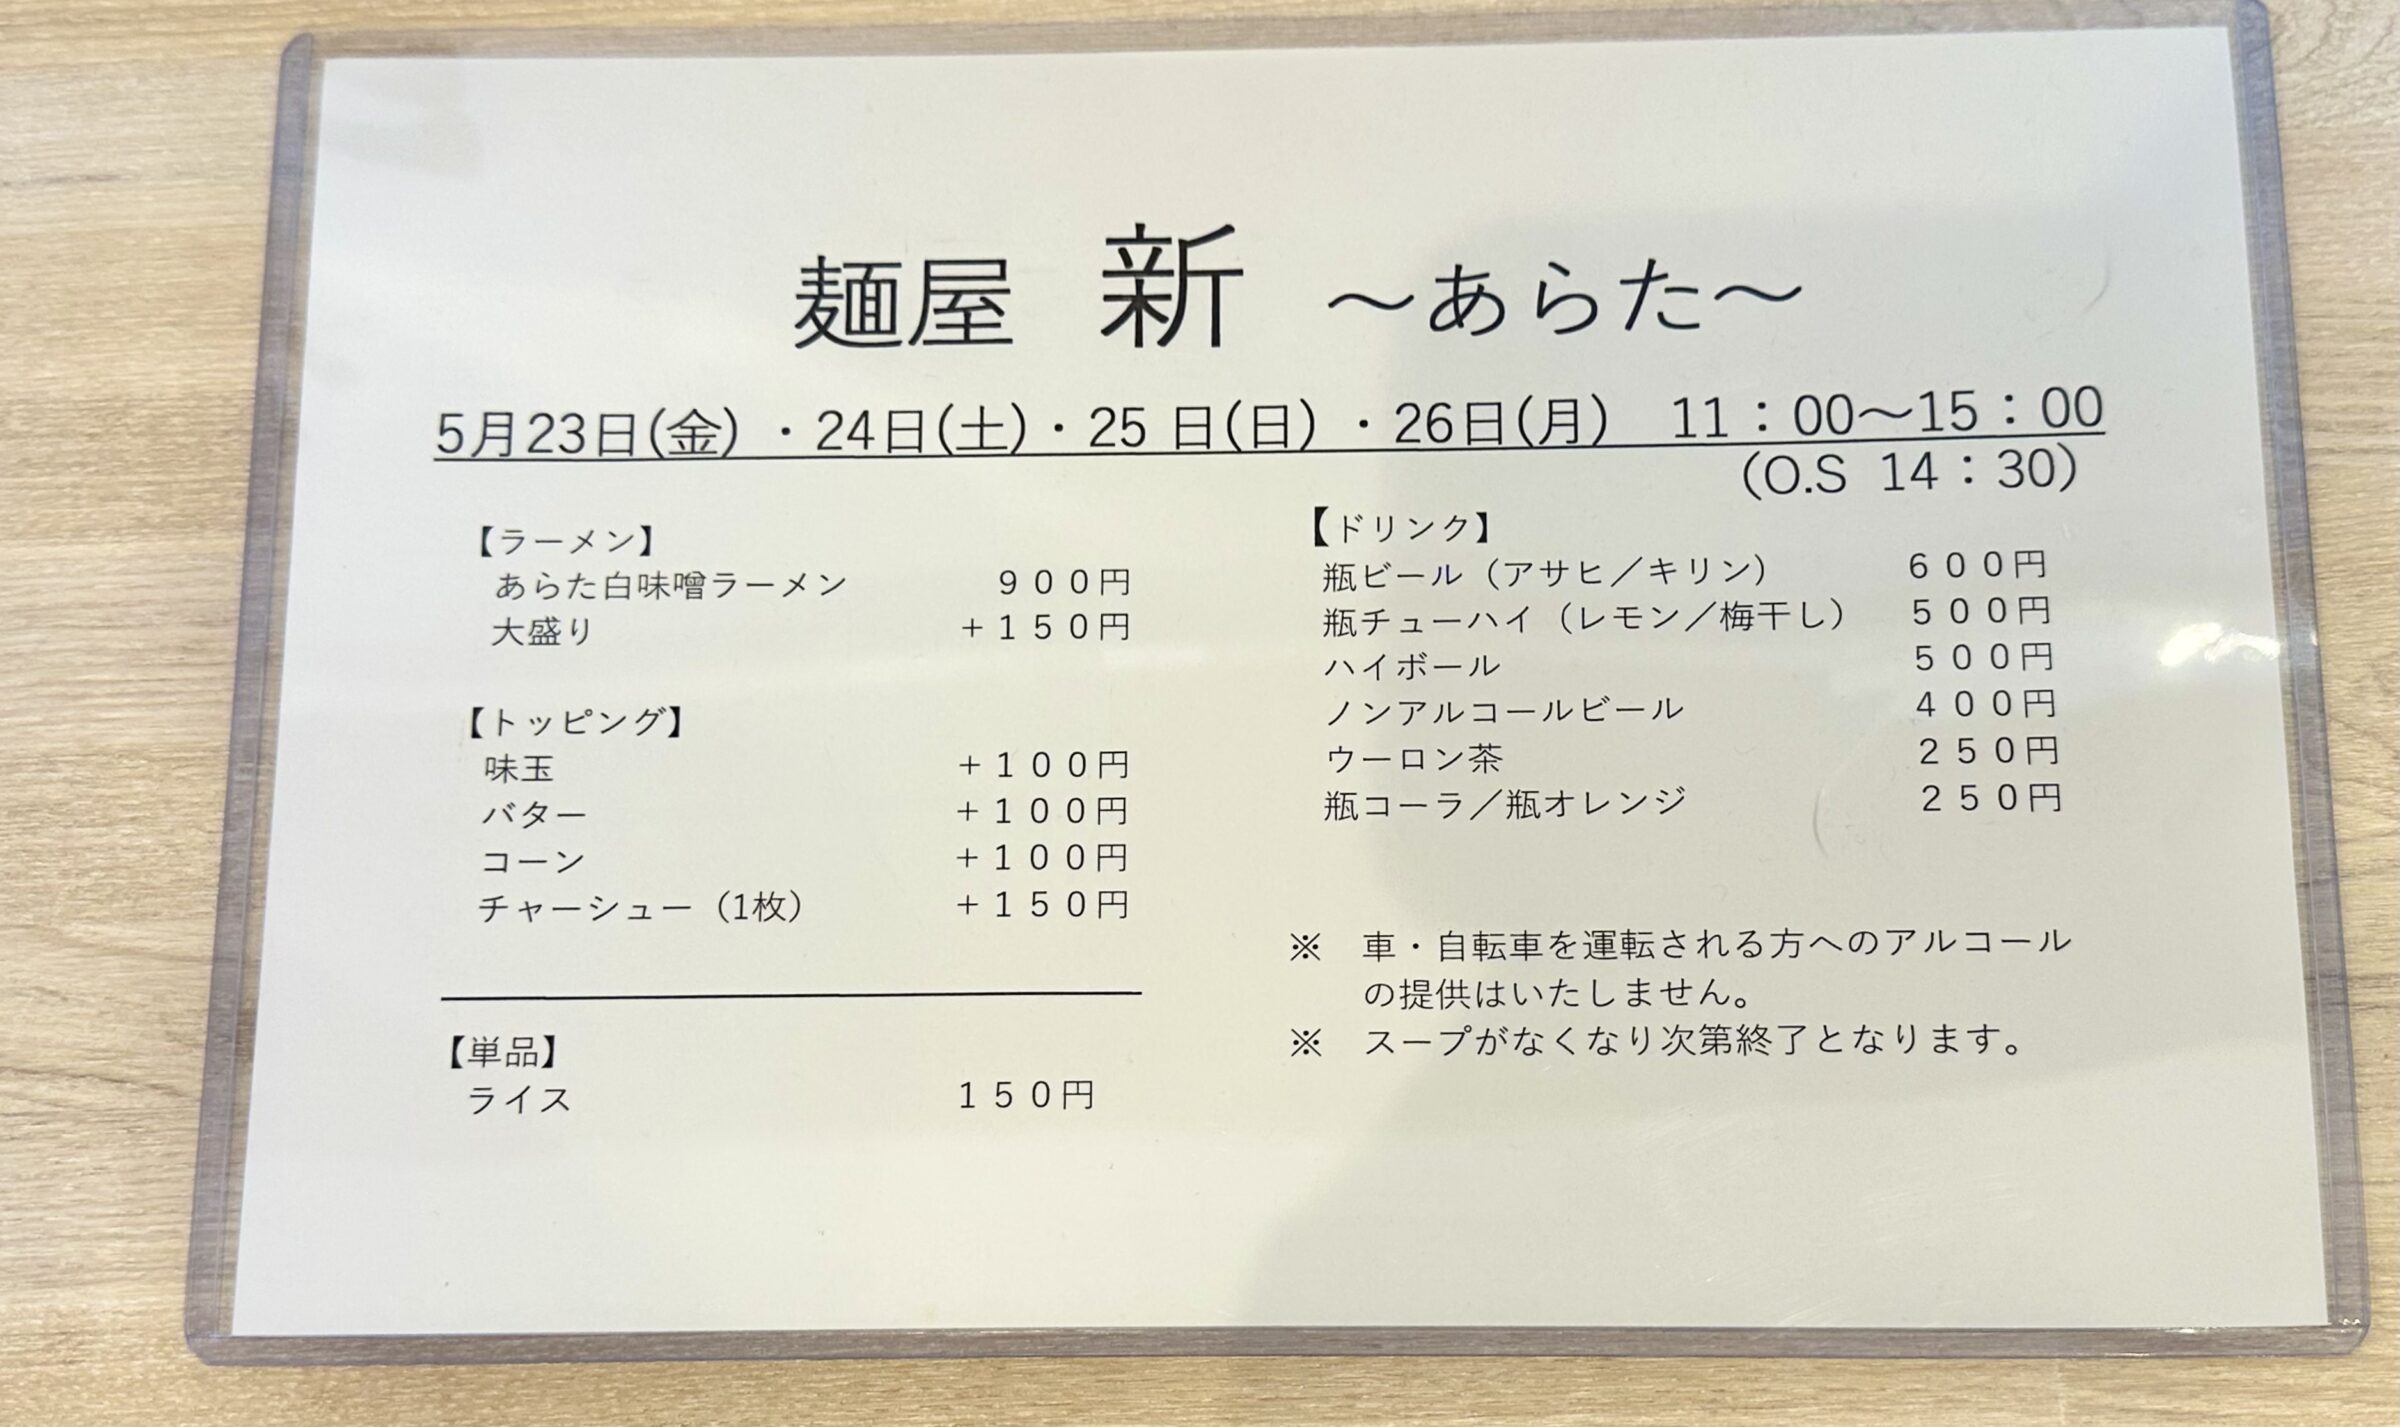 麺屋 新 ～あらた～
5月23日(金)・24日(土)・25日(日)・26日(月) 11：00～15：00
(O.S 14：30)
【ラーメン】
あらた白味噌ラーメン ９００円
大盛り ＋１５０円
【トッピング】
味玉 ＋１００円
バター ＋１００円
コーン ＋１００円
チャーシュー（1枚） ＋１５０円
【単品】
ライス １５０円
【ドリンク】
瓶ビール（アサヒ／キリン） ６００円
瓶チューハイ（レモン／梅干し） ５００円
ハイボール ５００円
ノンアルコールビール ４００円
ウーロン茶 ２５０円
瓶コーラ／瓶オレンジ ２５０円
※ 車・自転車を運転される方へのアルコール
の提供はいたしません。
※ スープがなくなり次第終了となります。